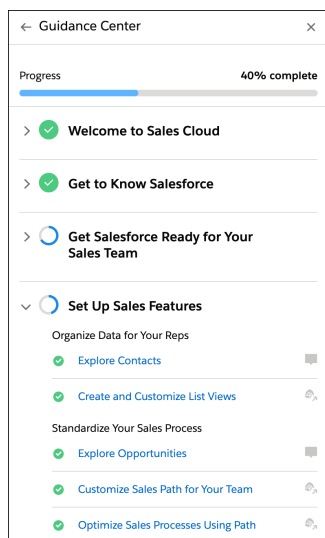 Guidance Center
Progress 40% complete
Welcome to Sales Cloud
Get to Know Salesforce
Get Salesforce Ready for Your
Sales Team
Set Up Sales Features
Organize Data for Your Reps
Explore Contacts
Create and Customize List Views
Standardize Your Sales Process
Explore Opportunities
Customize Sales Path for Your Team
Optimize Sales Processes Using Path